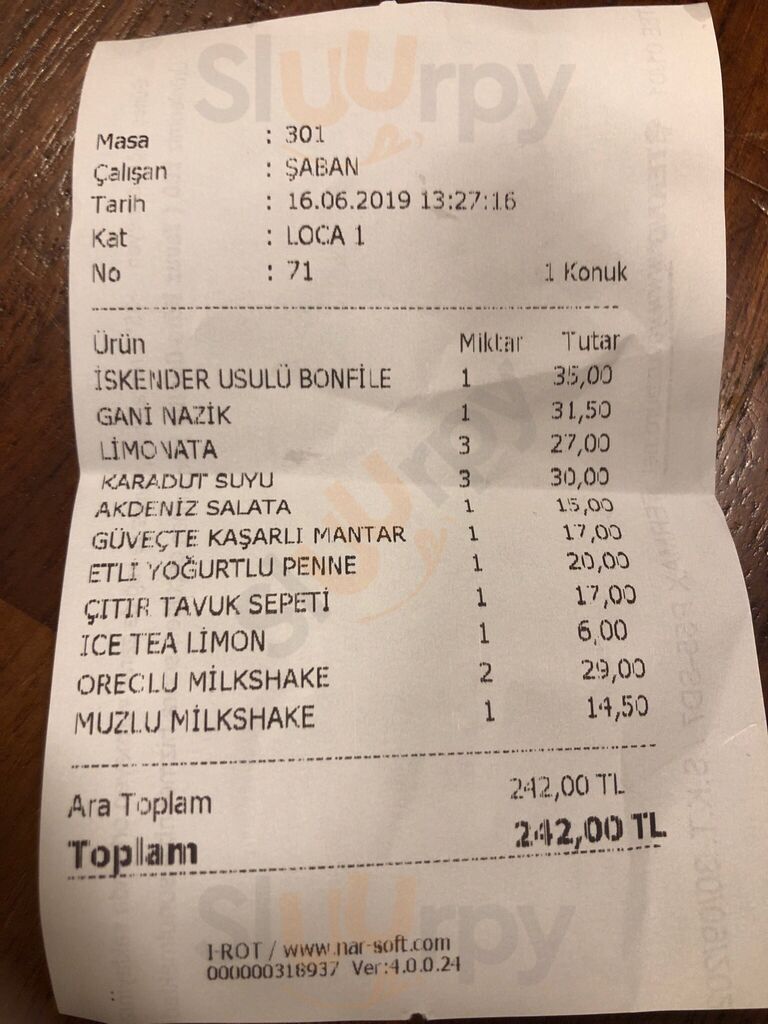 Sluurpy
Masa : 301
Çalışan : ŞABAN
Tarih : 16.06.2019 13:27:16
Kat : LOCA 1
No : 71 1 Konuk
Ürün Miktar Tutar
İSKENDER USULÜ BONFİLE 1 35,00
GANİ NAZİK 1 31,50
LİMONATA 3 27,00
KARADUT SUYU 3 30,00
AKDENİZ SALATA 1 15,00
GÜVEÇTE KAŞARLI MANTAR 1 17,00
ETLİ YOĞURTLU PENNE 1 20,00
ÇITIR TAVUK SEPETİ 1 17,00
ICE TEA LİMON 1 6,00
OREOLU MİLKSHAKE 2 29,00
MUZLU MİLKSHAKE 1 14,50
Sluurpy
Ara Toplam 242,00 TL
Toplam 242,00 TL
Sluurpy
I-ROT / www.nar-soft.com
000000318937 Ver:4.0.0.24